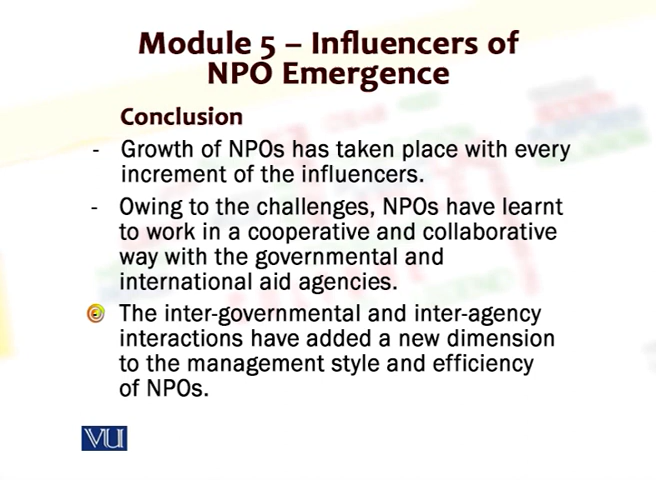 Module 5 – Influencers of
NPO Emergence
Conclusion
- Growth of NPOs has taken place with every
increment of the influencers.
- Owing to the challenges, NPOs have learnt
to work in a cooperative and collaborative
way with the governmental and
international aid agencies.
The inter-governmental and inter-agency
interactions have added a new dimension
to the management style and efficiency
of NPOs.
VU